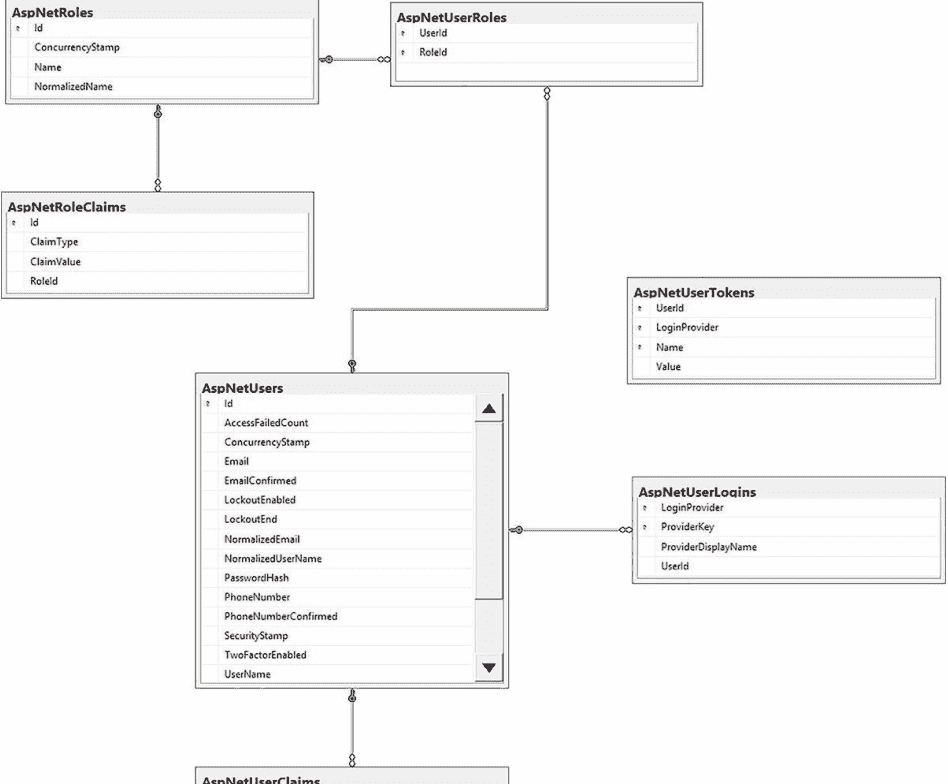 AspNetRoles
Id
ConcurrencyStamp
Name
NormalizedName
AspNetUserRoles
UserId
RoleId
AspNetRoleClaims
Id
ClaimType
ClaimValue
RoleId
AspNetUserTokens
UserId
LoginProvider
Name
Value
AspNetUsers
Id
AccessFailedCount
ConcurrencyStamp
Email
EmailConfirmed
LockoutEnabled
LockoutEnd
NormalizedEmail
NormalizedUserName
PasswordHash
PhoneNumber
PhoneNumberConfirmed
SecurityStamp
TwoFactorEnabled
UserName
AspNetUserLogins
LoginProvider
ProviderKey
ProviderDisplayName
UserId
AspNetUserClaims